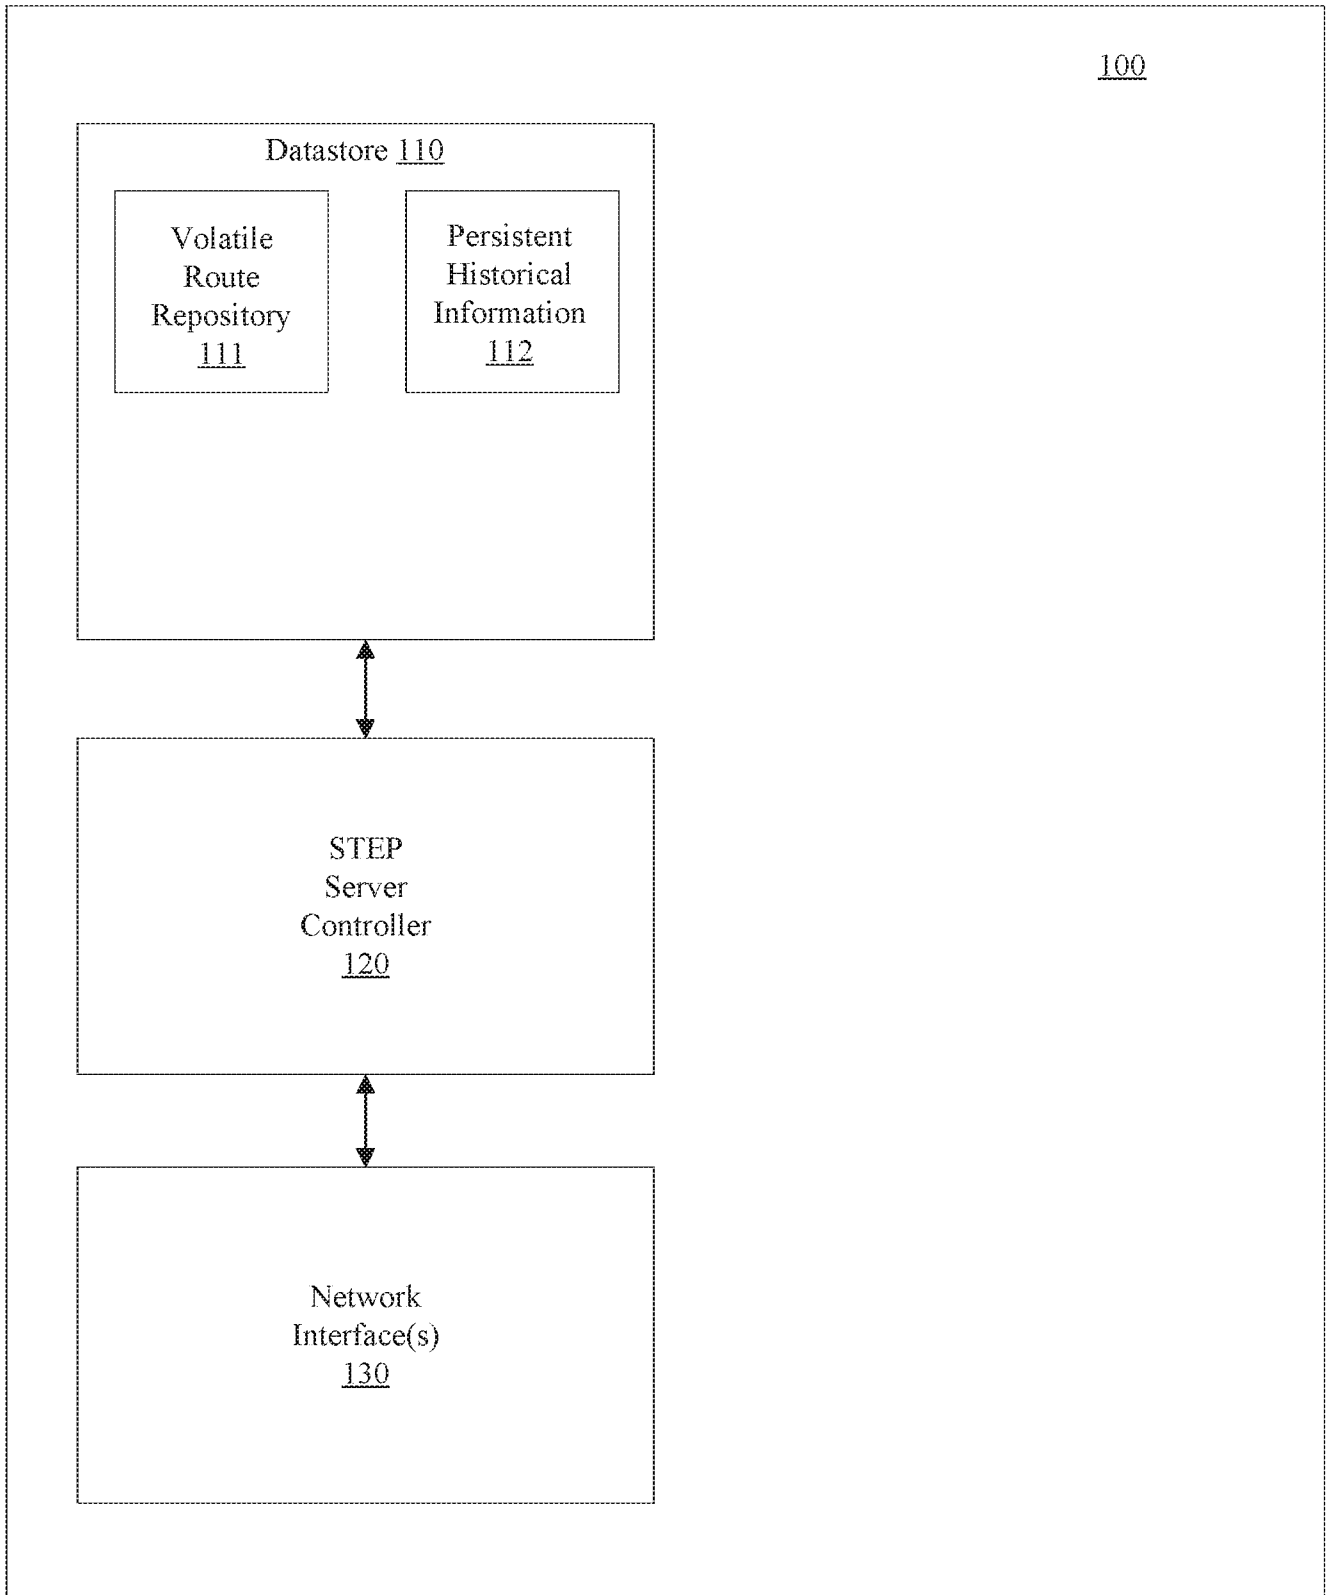 100
Datastore 110
Volatile
Route
Repository
111
Persistent
Historical
Information
112
STEP
Server
Controller
120
Network
Interface(s)
130